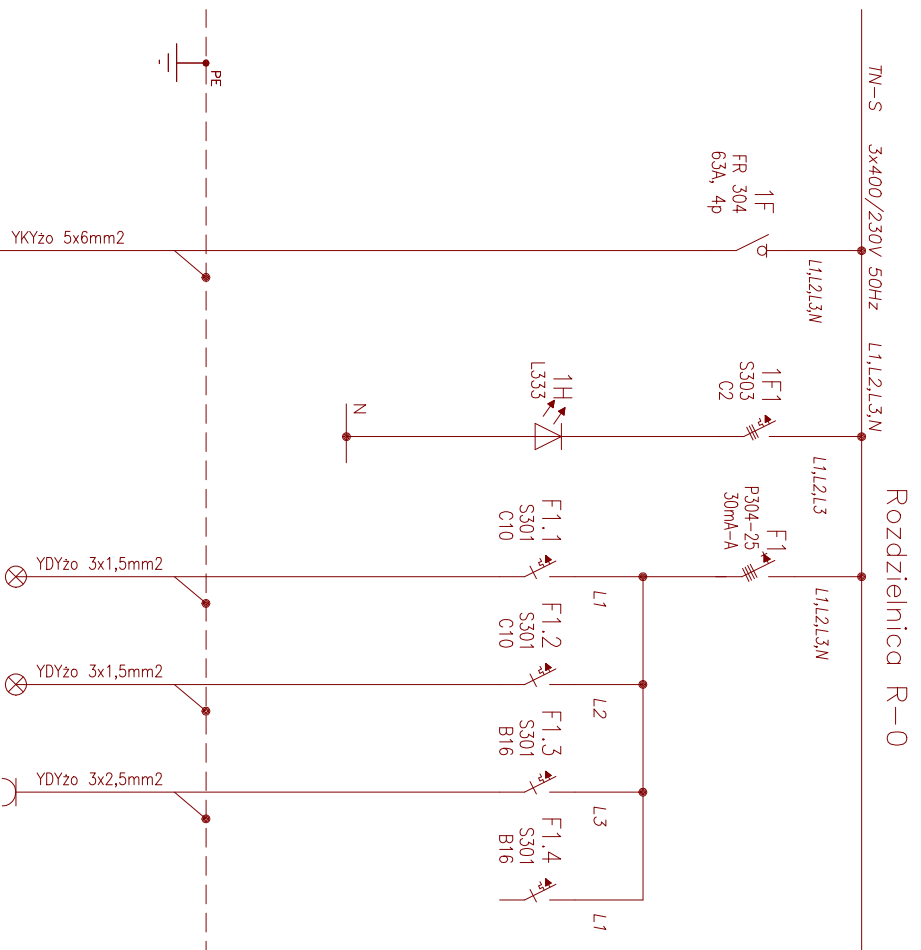 Rozdzielnica R-0
TN-S 3x400/230V 50Hz L1,L2,L3,N
L1,L2,L3,N
1F
FR 304
63A, 4p
YKYżo 5x6mm2
PE
L1,L2,L3
1F1
S303
C2
1H
L333
N
L1,L2,L3,N
F1
P304-25
30mA-A
L1
F1.1
S301
C10
YDYżo 3x1,5mm2
L2
F1.2
S301
C10
YDYżo 3x1,5mm2
L3
F1.3
S301
B16
YDYżo 3x2,5mm2
L1
F1.4
S301
B16